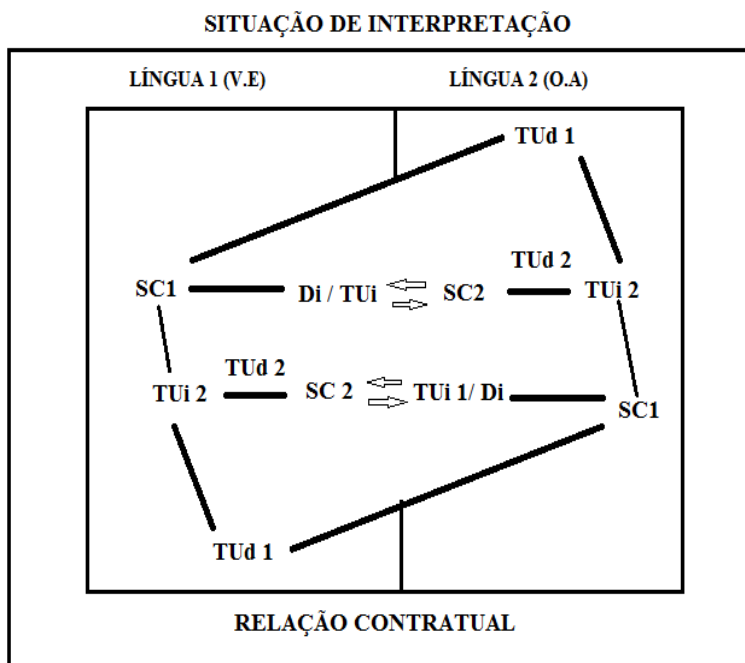 SITUAÇÃO DE INTERPRETAÇÃO
LÍNGUA 1 (V.E) LÍNGUA 2 (O.A)
TUd 1
TUd 2
SC1 Di / TUi SC2 TUi 2
TUd 2
TUi 2 SC 2 TUi 1/ Di SC1
TUd 1
RELAÇÃO CONTRATUAL